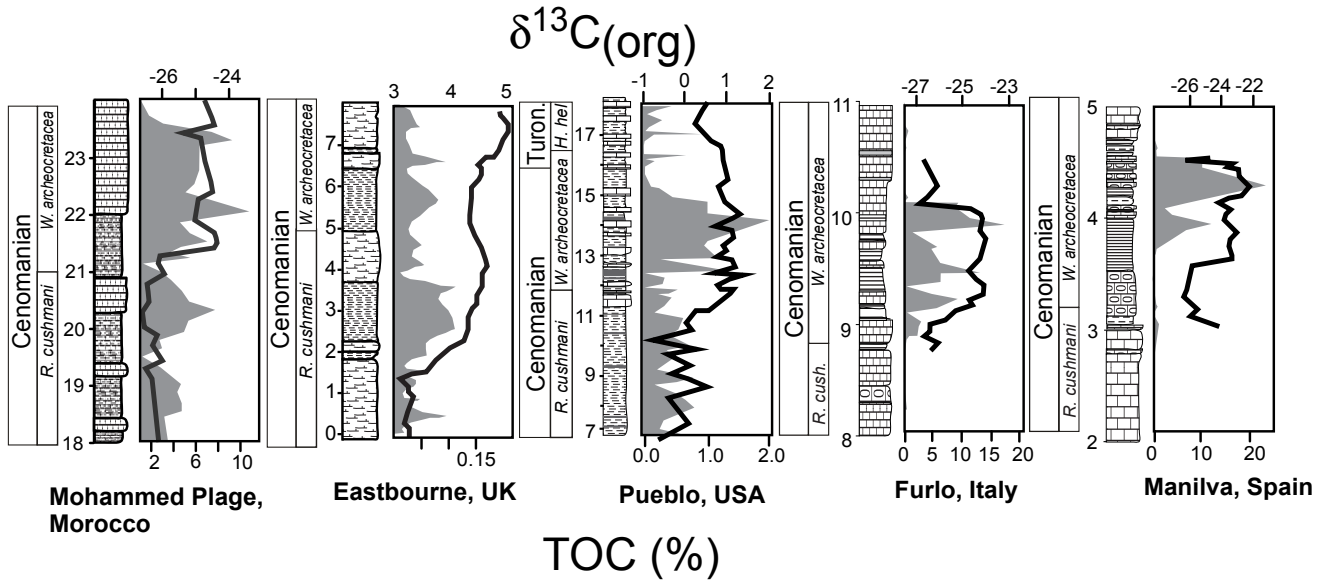 δ13C(org)
-26 -24
3 4 5
-1 0 1 2
-27 -25 -23
-26 -24 -22
Cenomanian
W. archeocretacea
R. cushmani
23
22
21
20
19
18
2 6 10
Mohammed Plage,
Morocco
Cenomanian
W. archeocretacea
R. cushmani
7
6
5
4
3
2
1
0
0.15
Eastbourne, UK
Turon.
Cenomanian
H. hel
W. archeocretacea
R. cushmani
17
15
13
11
9
7
0.0 1.0 2.0
Pueblo, USA
Cenomanian
W. archeocretacea
R. cush.
11
10
9
8
0 5 10 15 20
Furlo, Italy
Cenomanian
W. archeocretacea
R. cushmani
5
4
3
2
0 10 20
Manilva, Spain
TOC (%)